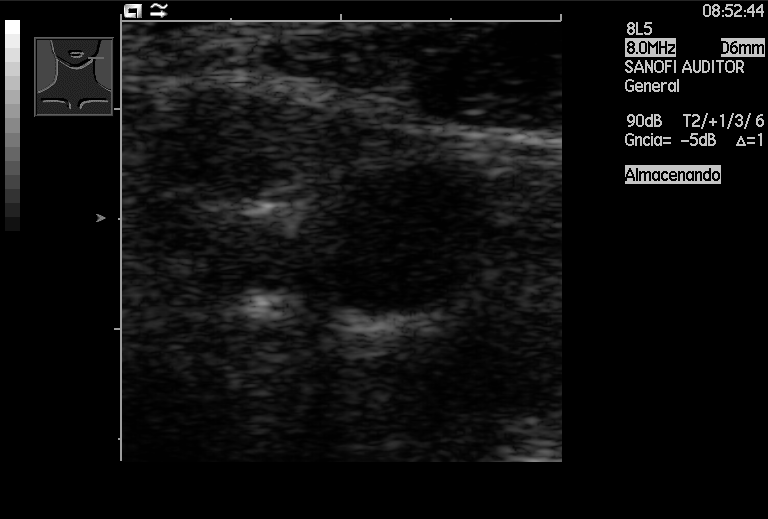 08:52:44
8L5
8.0MHz 06mm
SANOFI AUDITOR
General
90dB T2/+1/3/ 6
Gncia= -5dB Δ=1
Almacenando